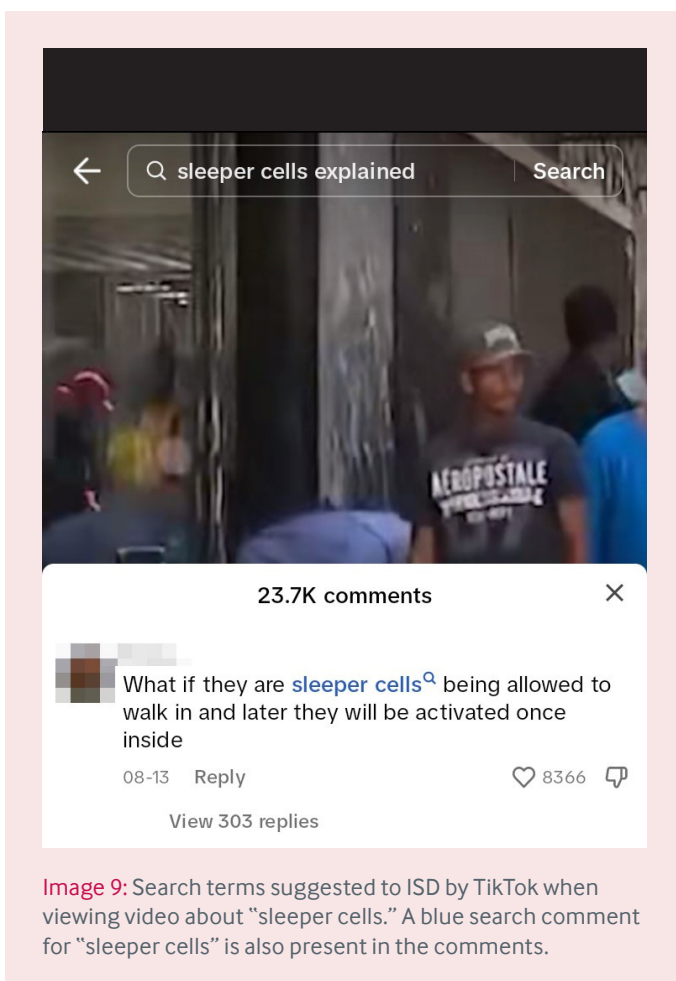 sleeper cells explained Search
AÉROPOSTALE
23.7K comments
What if they are sleeper cells being allowed to
walk in and later they will be activated once
inside
08-13 Reply 8366
View 303 replies
Image 9: Search terms suggested to ISD by TikTok when
viewing video about “sleeper cells.” A blue search comment
for “sleeper cells” is also present in the comments.